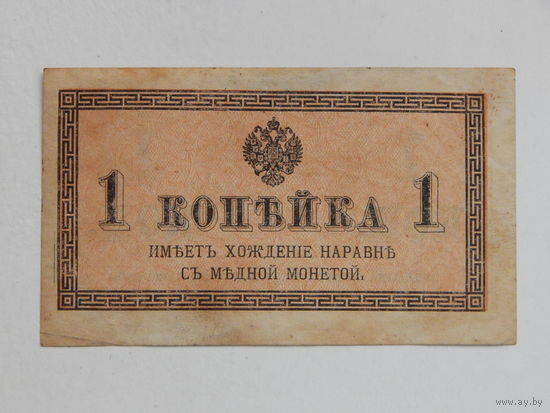 1 КОПѢЙКА 1
ИМѢЕТЪ ХОЖДЕНІЕ НАРАВНѢ
СЪ МѢДНОЙ МОНЕТОЙ.
www.ay.by